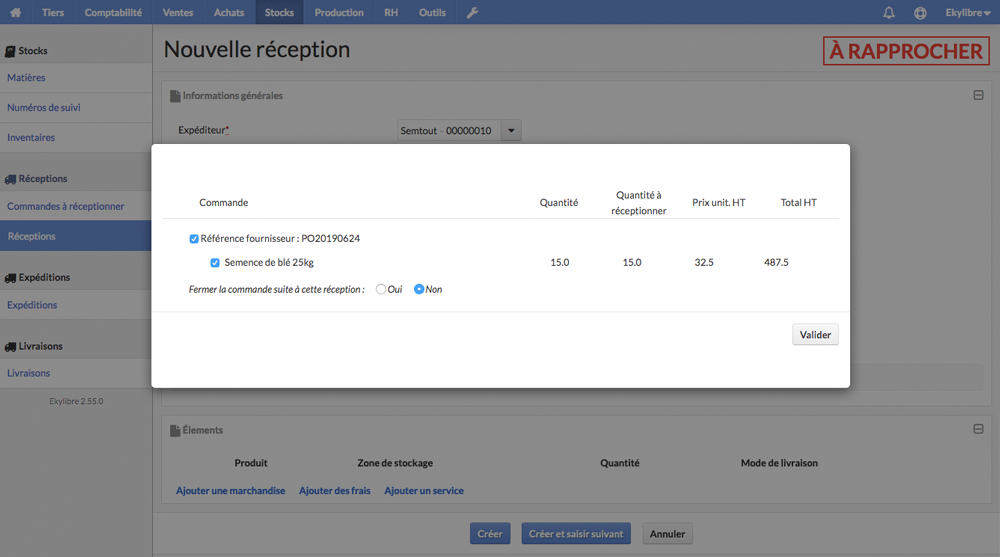 Tiers Comptabilité Ventes Achats Stocks Production RH Outils Ekylibre
Stocks
Matières
Numéros de suivi
Inventaires
Réceptions
Commandes à réceptionner
Réceptions
Expéditions
Expéditions
Livraisons
Livraisons
Ekylibre 2.55.0
Nouvelle réception
À RAPPROCHER
Informations générales
Expéditeur* Semtout - 00000010
Commande Quantité Quantité à réceptionner Prix unit. HT Total HT
Référence fournisseur : PO20190624
Semence de blé 25kg 15.0 15.0 32.5 487.5
Fermer la commande suite à cette réception : Oui Non
Valider
Élements
Produit Zone de stockage Quantité Mode de livraison
Ajouter une marchandise Ajouter des frais Ajouter un service
Créer Créer et saisir suivant Annuler